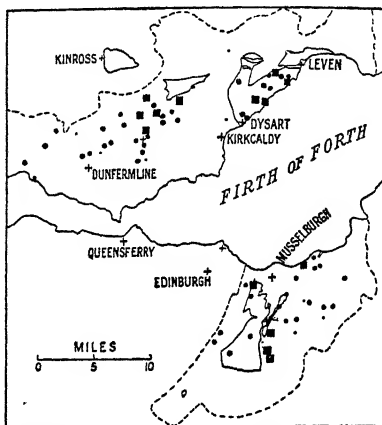 KINROSS
LEVEN
DYSART
KIRKCALDY
DUNFERMLINE
FIRTH OF FORTH
MUSSELBURGH
QUEENSFERRY
EDINBURGH
MILES
0 5 10